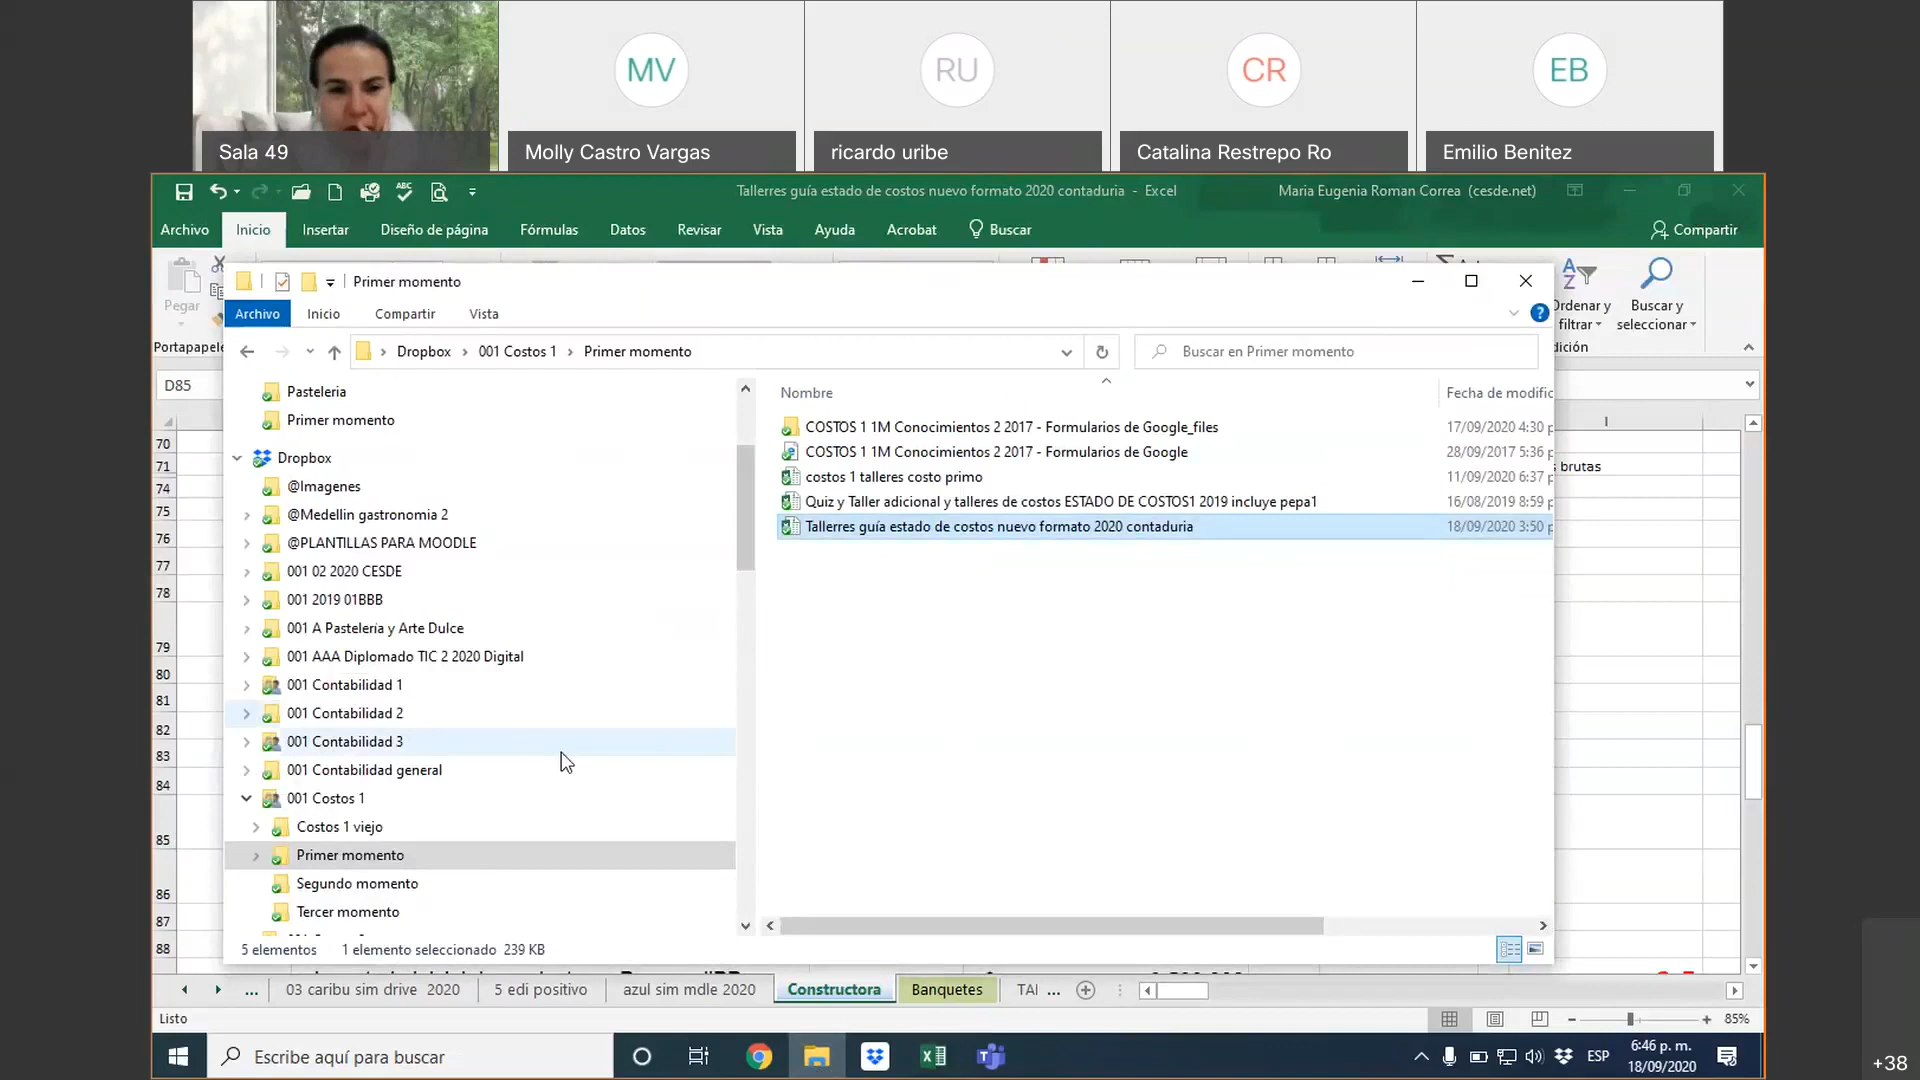 MV
RU
CR
EB
Sala 49
Molly Castro Vargas
ricardo uribe
Catalina Restrepo Ro
Emilio Benitez
Tallerres guía estado de costos nuevo formato 2020 contaduria - Excel
Maria Eugenia Roman Correa (cesde.net)
Archivo
Inicio
Insertar
Diseño de página
Fórmulas
Datos
Revisar
Vista
Ayuda
Acrobat
Buscar
Compartir
Pegar
Portapapele
Ordenar y
filtrar
Buscar y
seleccionar
dición
Primer momento
Archivo
Inicio
Compartir
Vista
Dropbox
001 Costos 1
Primer momento
Buscar en Primer momento
D85
Pasteleria
Primer momento
Dropbox
@Imagenes
@Medellin gastronomia 2
@PLANTILLAS PARA MOODLE
001 02 2020 CESDE
001 2019 01BBB
001 A Pastelería y Arte Dulce
001 AAA Diplomado TIC 2 2020 Digital
001 Contabilidad 1
001 Contabilidad 2
001 Contabilidad 3
001 Contabilidad general
001 Costos 1
Costos 1 viejo
Primer momento
Segundo momento
Tercer momento
Nombre
Fecha de modific
COSTOS 1 1M Conocimientos 2 2017 - Formularios de Google_files
17/09/2020 4:30 p
COSTOS 1 1M Conocimientos 2 2017 - Formularios de Google
28/09/2017 5:36 p
costos 1 talleres costo primo
11/09/2020 6:37 p
Quiz y Taller adicional y talleres de costos ESTADO DE COSTOS1 2019 incluye pepa1
16/08/2019 8:59 p
Tallerres guía estado de costos nuevo formato 2020 contaduria
18/09/2020 3:50 p
5 elementos
1 elemento seleccionado 239 KB
I
brutas
70
71
74
75
76
77
78
79
80
81
82
83
84
85
86
87
88
...
03 caribu sim drive 2020
5 edi positivo
azul sim mdle 2020
Constructora
Banquetes
TAI ...
Listo
85%
Escribe aquí para buscar
ESP
6:46 p. m.
18/09/2020
+38